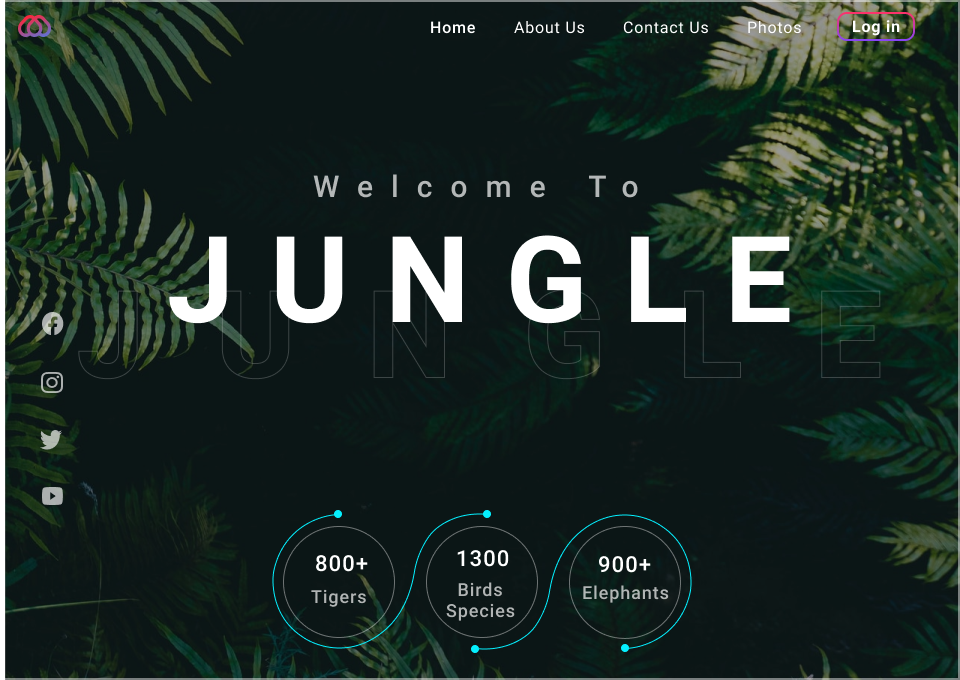 Home About Us Contact Us Photos Log in
Welcome To
JUNGLE
JUNGLE
800+ 1300 900+
Tigers Birds Species Elephants